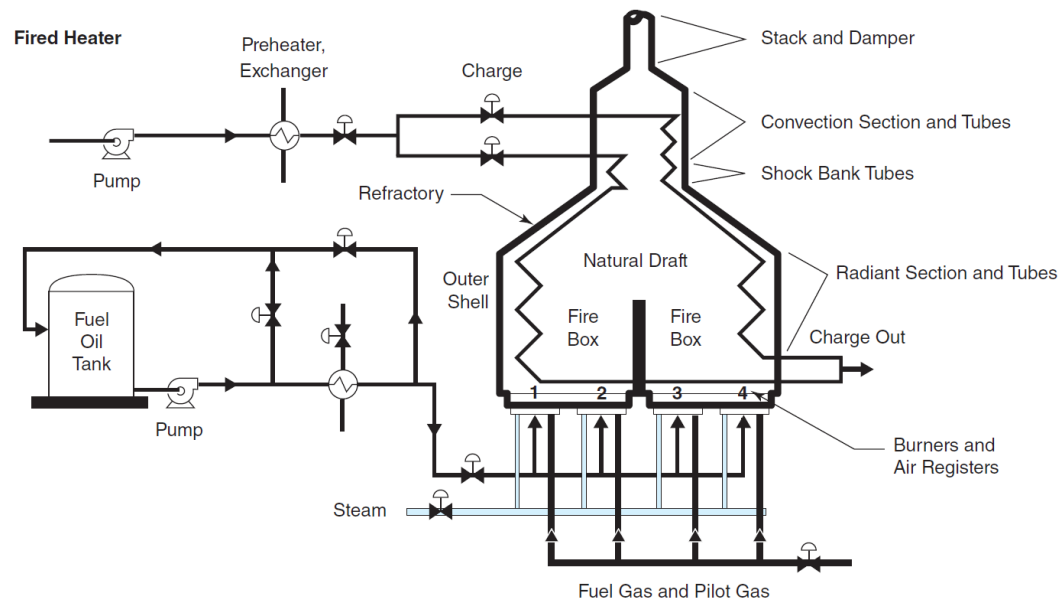 Fired Heater
Preheater,
Exchanger
Charge
Stack and Damper
Convection Section and Tubes
Shock Bank Tubes
Pump
Refractory
Natural Draft
Radiant Section and Tubes
Outer
Shell
Fuel
Oil
Tank
Fire
Box
Fire
Box
Charge Out
Pump
1 2 3 4
Burners and
Air Registers
Steam
Fuel Gas and Pilot Gas